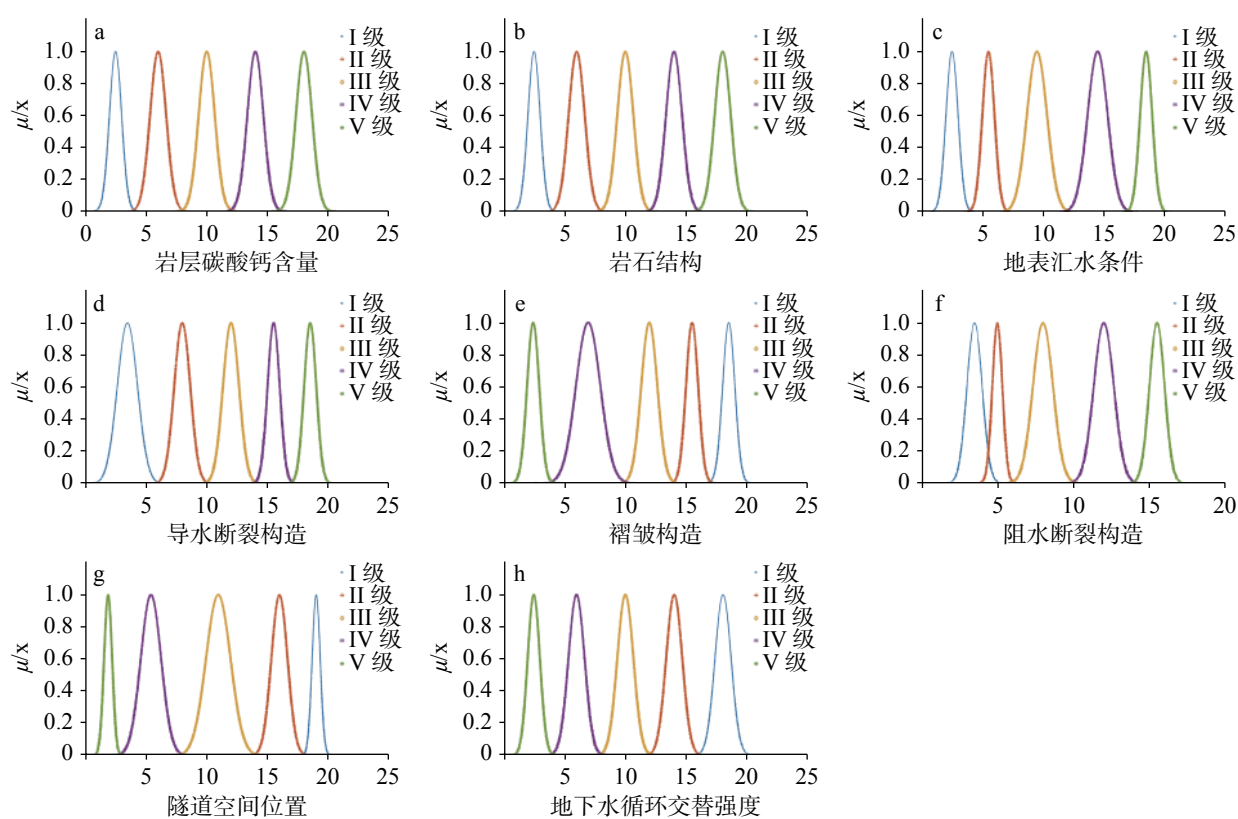 a
I 级
II 级
III 级
IV 级
V 级
μ/x
1.0
0.8
0.6
0.4
0.2
0
0 5 10 15 20 25
岩层碳酸钙含量
b
I 级
II 级
III 级
IV 级
V 级
μ/x
1.0
0.8
0.6
0.4
0.2
0
5 10 15 20 25
岩石结构
c
I 级
II 级
III 级
IV 级
V 级
μ/x
1.0
0.8
0.6
0.4
0.2
0
5 10 15 20 25
地表汇水条件
d
I 级
II 级
III 级
IV 级
V 级
μ/x
1.0
0.8
0.6
0.4
0.2
0
5 10 15 20 25
导水断裂构造
e
I 级
II 级
III 级
IV 级
V 级
μ/x
1.0
0.8
0.6
0.4
0.2
0
5 10 15 20 25
褶皱构造
f
I 级
II 级
III 级
IV 级
V 级
μ/x
1.0
0.8
0.6
0.4
0.2
0
5 10 15 20
阻水断裂构造
g
I 级
II 级
III 级
IV 级
V 级
μ/x
1.0
0.8
0.6
0.4
0.2
0
5 10 15 20 25
隧道空间位置
h
I 级
II 级
III 级
IV 级
V 级
μ/x
1.0
0.8
0.6
0.4
0.2
0
5 10 15 20 25
地下水循环交替强度